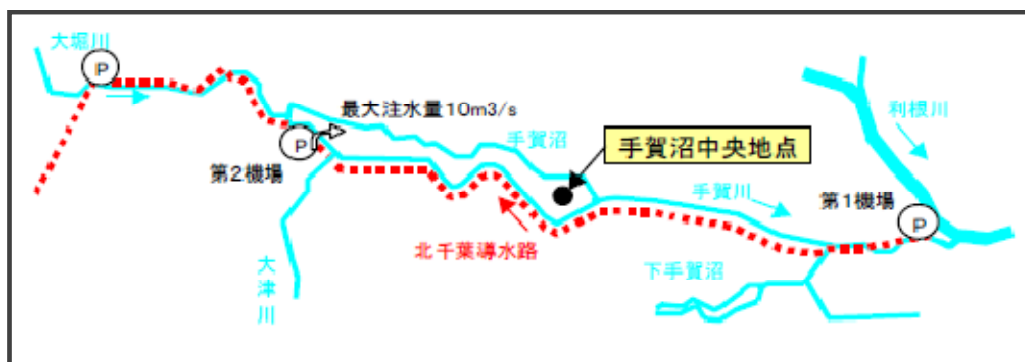 大堀川
P
最大注水量10m3/s
手賀沼
手賀沼中央地点
利根川
P
第2機場
手賀川
第1機場
P
北千葉導水路
大津川
下手賀沼